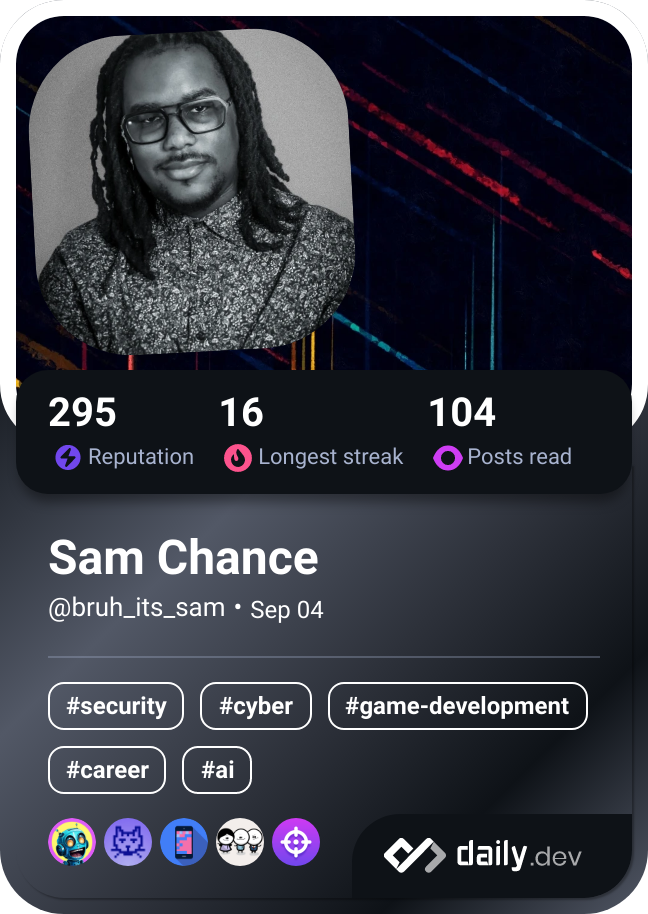 295 16 104
Reputation Longest streak Posts read
Sam Chance
@bruh_its_sam • Sep 04
#security #cyber #game-development
#career #ai
daily.dev